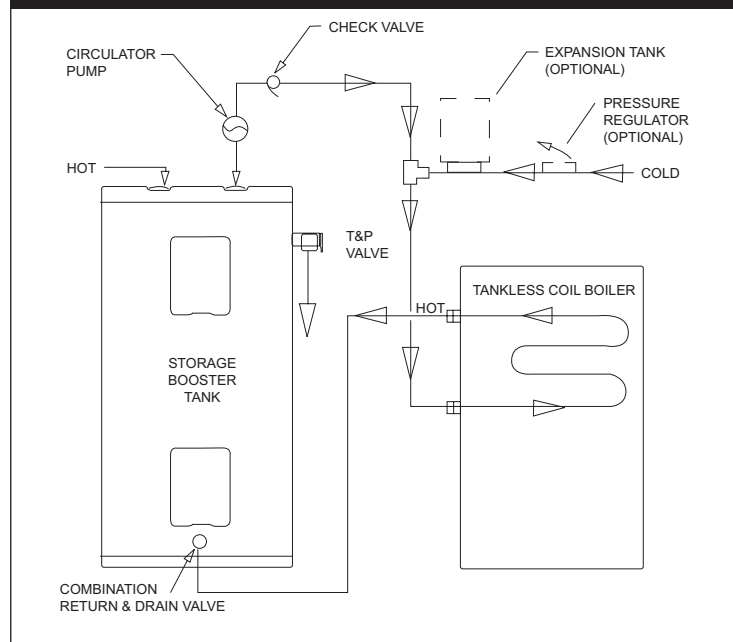 CHECK VALVE
CIRCULATOR
PUMP
EXPANSION TANK
(OPTIONAL)
PRESSURE
REGULATOR
(OPTIONAL)
HOT
COLD
T&P
VALVE
TANKLESS COIL BOILER
HOT
STORAGE
BOOSTER
TANK
COMBINATION
RETURN & DRAIN VALVE